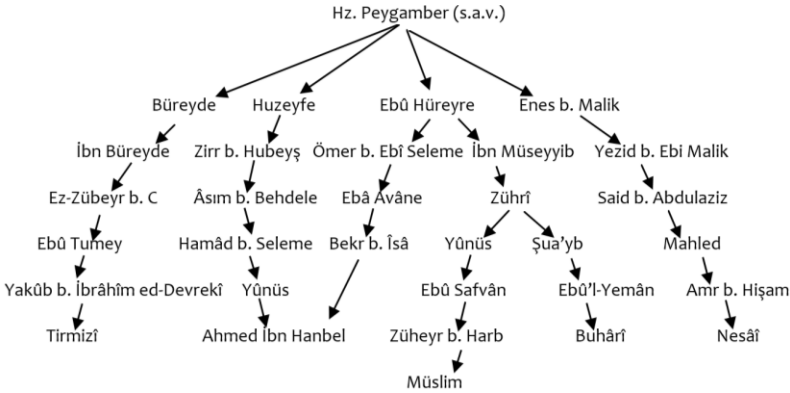 Hz. Peygamber (s.a.v.)
Büreyde Huzeyfe Ebû Hüreyre Enes b. Malik
İbn Büreyde Zirr b. Hubeyş Ömer b. Ebî Seleme İbn Müseyyib Yezid b. Ebi Malik
Ez-Zübeyr b. C Âsım b. Behdele Ebâ Avâne Zührî Said b. Abdulaziz
Ebû Tumey Hamâd b. Seleme Bekr b. Îsâ Yûnüs Şua'yb Mahled
Yakûb b. İbrâhîm ed-Devrekî Yûnüs Ebû Safvân Ebû'l-Yemân Amr b. Hişam
Tirmizî Ahmed İbn Hanbel Züheyr b. Harb Buhârî Nesâî
Müslim